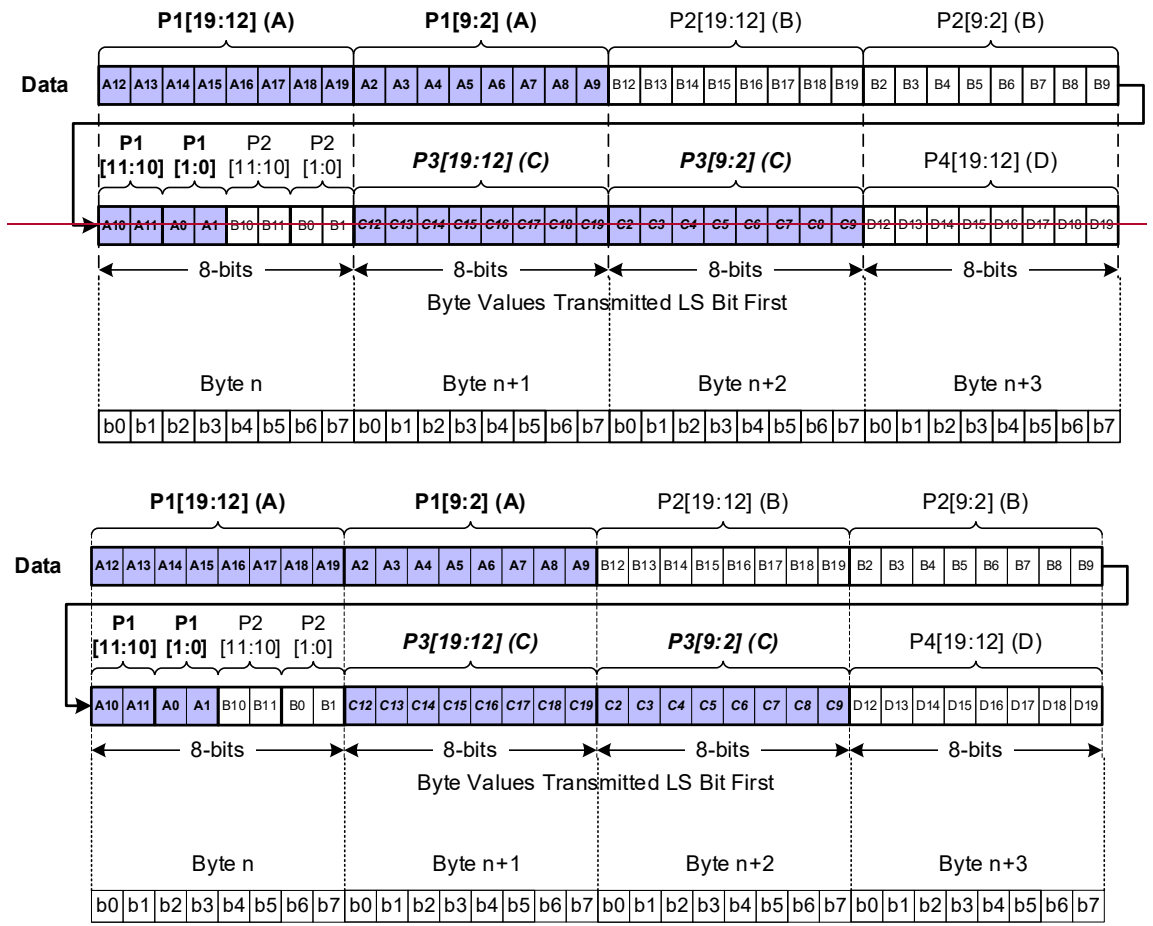 P1[19:12] (A) P1[9:2] (A) P2[19:12] (B) P2[9:2] (B)
Data A12 A13 A14 A15 A16 A17 A18 A19 A2 A3 A4 A5 A6 A7 A8 A9 B12 B13 B14 B15 B16 B17 B18 B19 B2 B3 B4 B5 B6 B7 B8 B9
P1 P1 P2 P2
[11:10] [1:0] [11:10] [1:0] P3[19:12] (C) P3[9:2] (C) P4[19:12] (D)
A10 A11 A0 A1 B10 B11 B0 B1 C12 C13 C14 C15 C16 C17 C18 C19 C2 C3 C4 C5 C6 C7 C8 C9 D12 D13 D14 D15 D16 D17 D18 D19
8-bits 8-bits 8-bits 8-bits
Byte Values Transmitted LS Bit First
Byte n Byte n+1 Byte n+2 Byte n+3
b0 b1 b2 b3 b4 b5 b6 b7 b0 b1 b2 b3 b4 b5 b6 b7 b0 b1 b2 b3 b4 b5 b6 b7 b0 b1 b2 b3 b4 b5 b6 b7
P1[19:12] (A) P1[9:2] (A) P2[19:12] (B) P2[9:2] (B)
Data A12 A13 A14 A15 A16 A17 A18 A19 A2 A3 A4 A5 A6 A7 A8 A9 B12 B13 B14 B15 B16 B17 B18 B19 B2 B3 B4 B5 B6 B7 B8 B9
P1 P1 P2 P2
[11:10] [1:0] [11:10] [1:0] P3[19:12] (C) P3[9:2] (C) P4[19:12] (D)
A10 A11 A0 A1 B10 B11 B0 B1 C12 C13 C14 C15 C16 C17 C18 C19 C2 C3 C4 C5 C6 C7 C8 C9 D12 D13 D14 D15 D16 D17 D18 D19
8-bits 8-bits 8-bits 8-bits
Byte Values Transmitted LS Bit First
Byte n Byte n+1 Byte n+2 Byte n+3
b0 b1 b2 b3 b4 b5 b6 b7 b0 b1 b2 b3 b4 b5 b6 b7 b0 b1 b2 b3 b4 b5 b6 b7 b0 b1 b2 b3 b4 b5 b6 b7